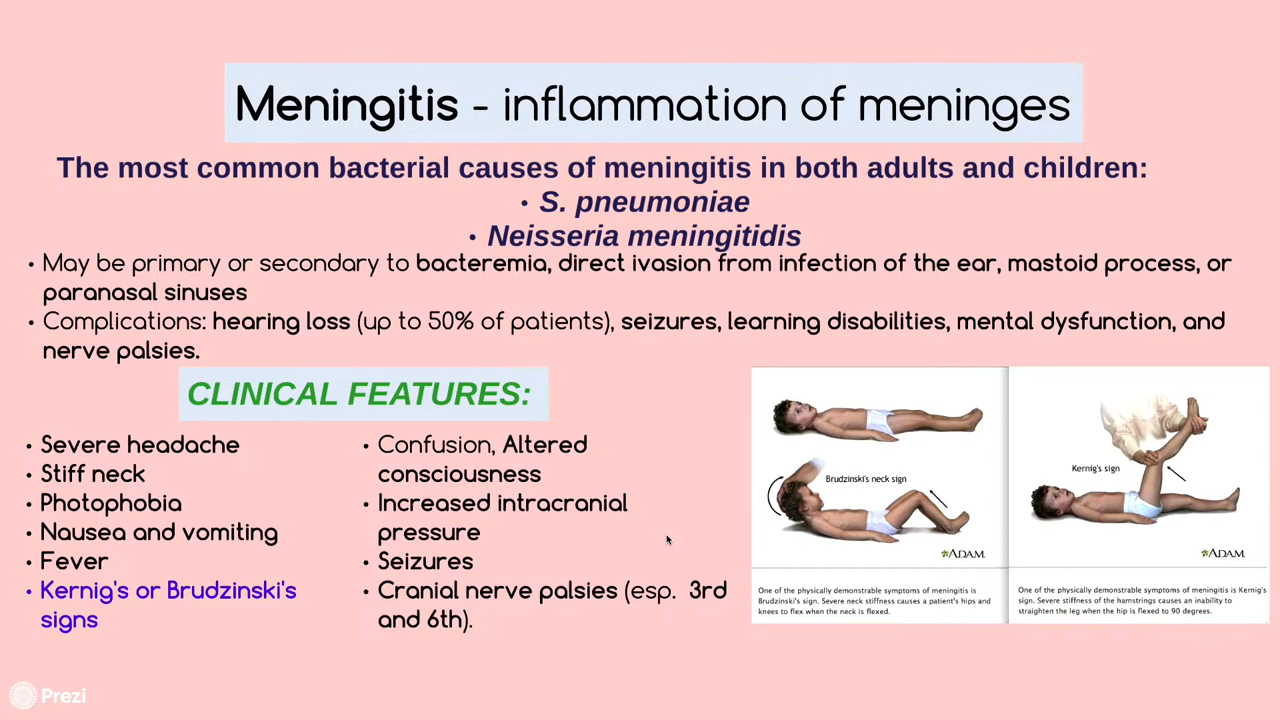 Meningitis - inflammation of meninges
The most common bacterial causes of meningitis in both adults and children:
• S. pneumoniae
• Neisseria meningitidis
• May be primary or secondary to bacteremia, direct ivasion from infection of the ear, mastoid process, or
paranasal sinuses
• Complications: hearing loss (up to 50% of patients), seizures, learning disabilities, mental dysfunction, and
nerve palsies.
CLINICAL FEATURES:
• Severe headache
• Stiff neck
• Photophobia
• Nausea and vomiting
• Fever
• Kernig's or Brudzinski's
signs
• Confusion, Altered
consciousness
• Increased intracranial
pressure
• Seizures
• Cranial nerve palsies (esp. 3rd
and 6th).
Brudzinski's neck sign
ADAM.
One of the physically demonstrable symptoms of meningitis is
Brudzinski's sign. Severe neck stiffness causes a patient's hips and
knees to flex when the neck is flexed.
Kernig's sign
ADAM.
One of the physically demonstrable symptoms of meningitis is Kernig's
sign. Severe stiffness of the hamstrings causes an inability to
straighten the leg when the hip is flexed to 90 degrees.
Prezi